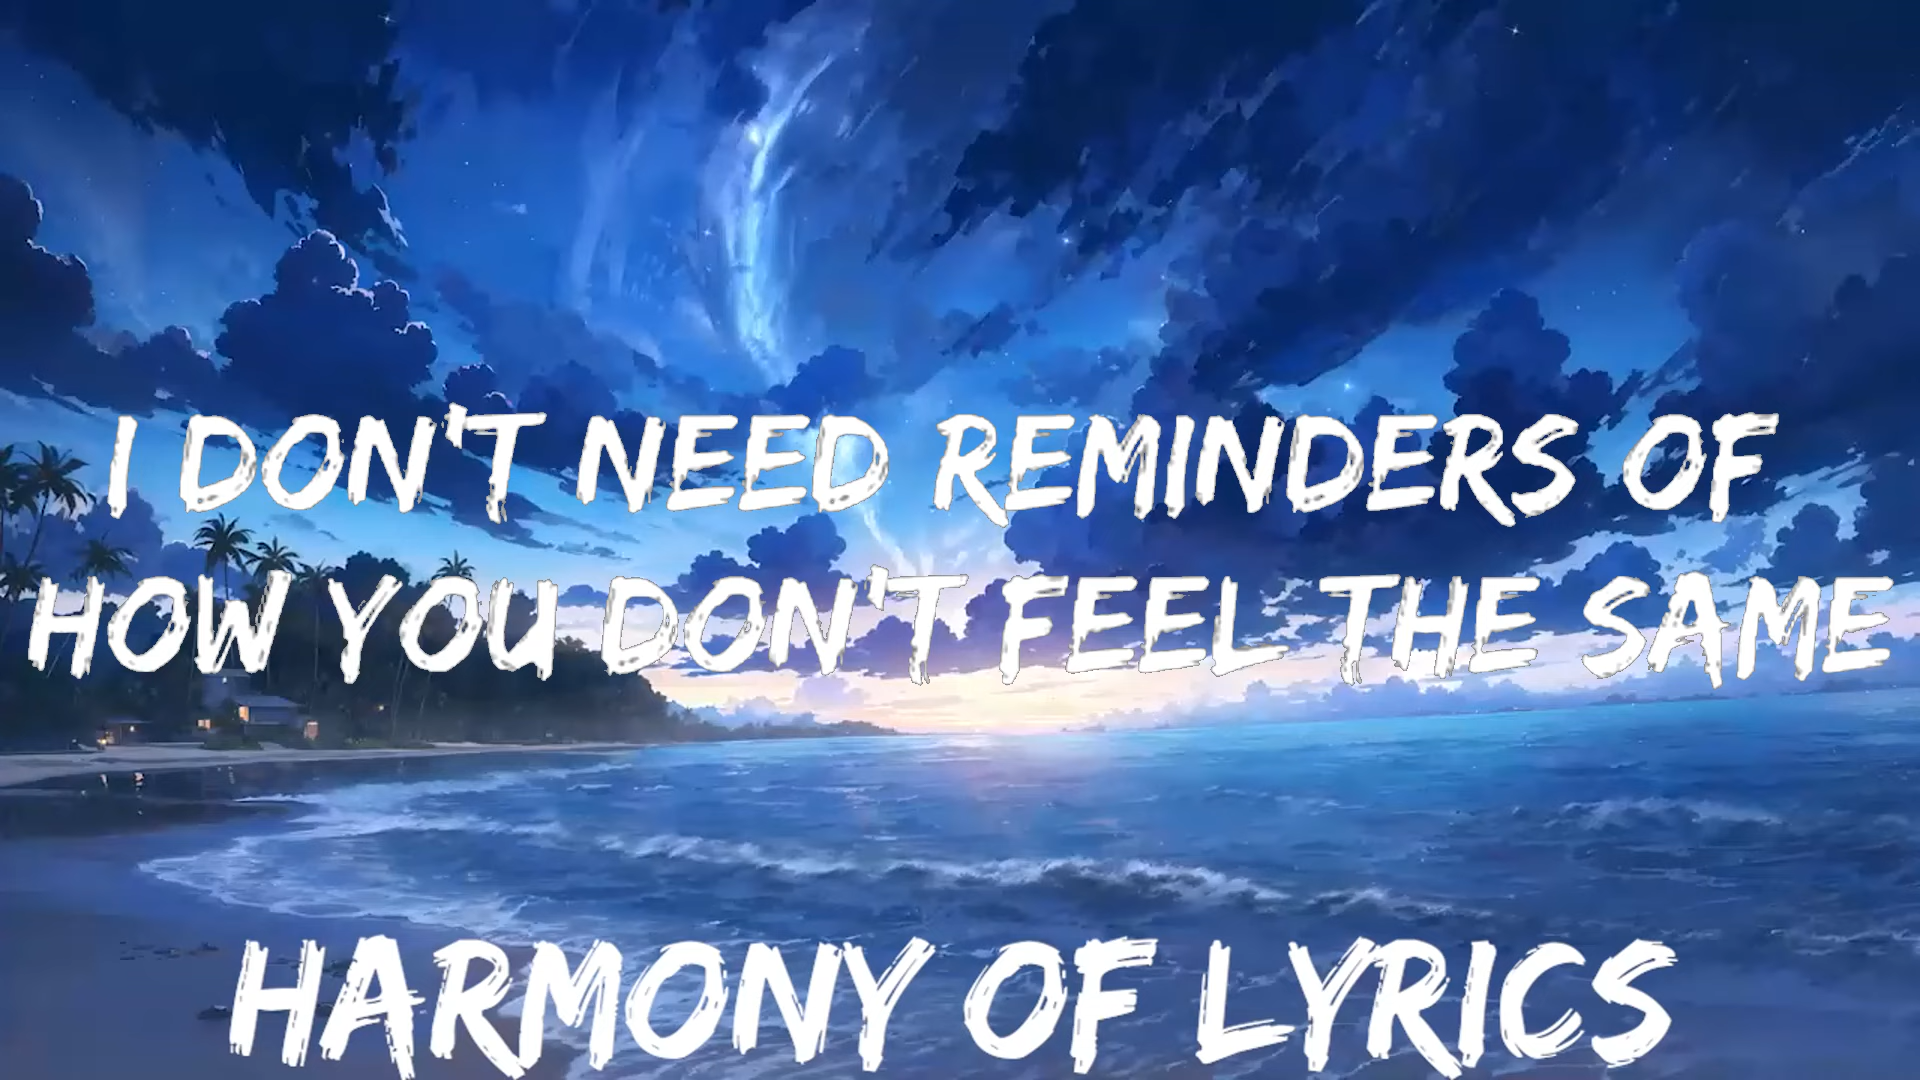 I DON'T NEED REMINDERS OF
HOW YOU DON'T FEEL THE SAME
HARMONY OF LYRICS